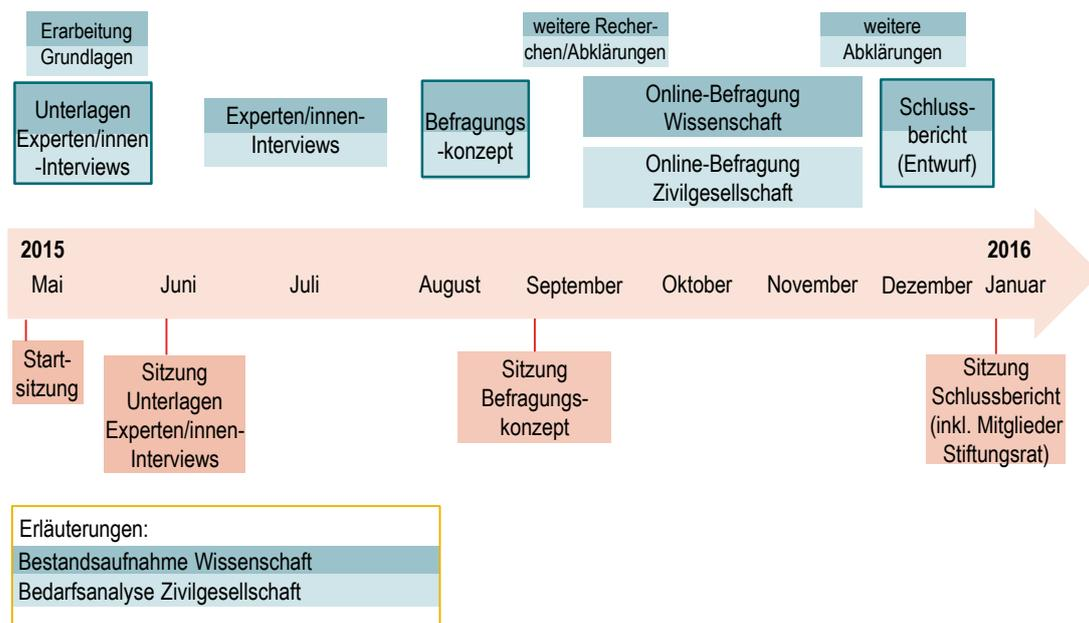 Erarbeitung
Grundlagen
weitere Recher-
chen/Abklärungen
weitere
Abklärungen
Unterlagen
Experten/innen
-Interviews
Experten/innen-
Interviews
Befragungs
-konzept
Online-Befragung
Wissenschaft
Online-Befragung
Zivilgesellschaft
Schluss-
bericht
(Entwurf)
2015
2016
Mai Juni Juli August September Oktober November Dezember Januar
Start-
sitzung
Sitzung
Unterlagen
Experten/innen-
Interviews
Sitzung
Befragungs-
konzept
Sitzung
Schlussbericht
(inkl. Mitglieder
Stiftungsrat)
Erläuterungen:
Bestandsaufnahme Wissenschaft
Bedarfsanalyse Zivilgesellschaft